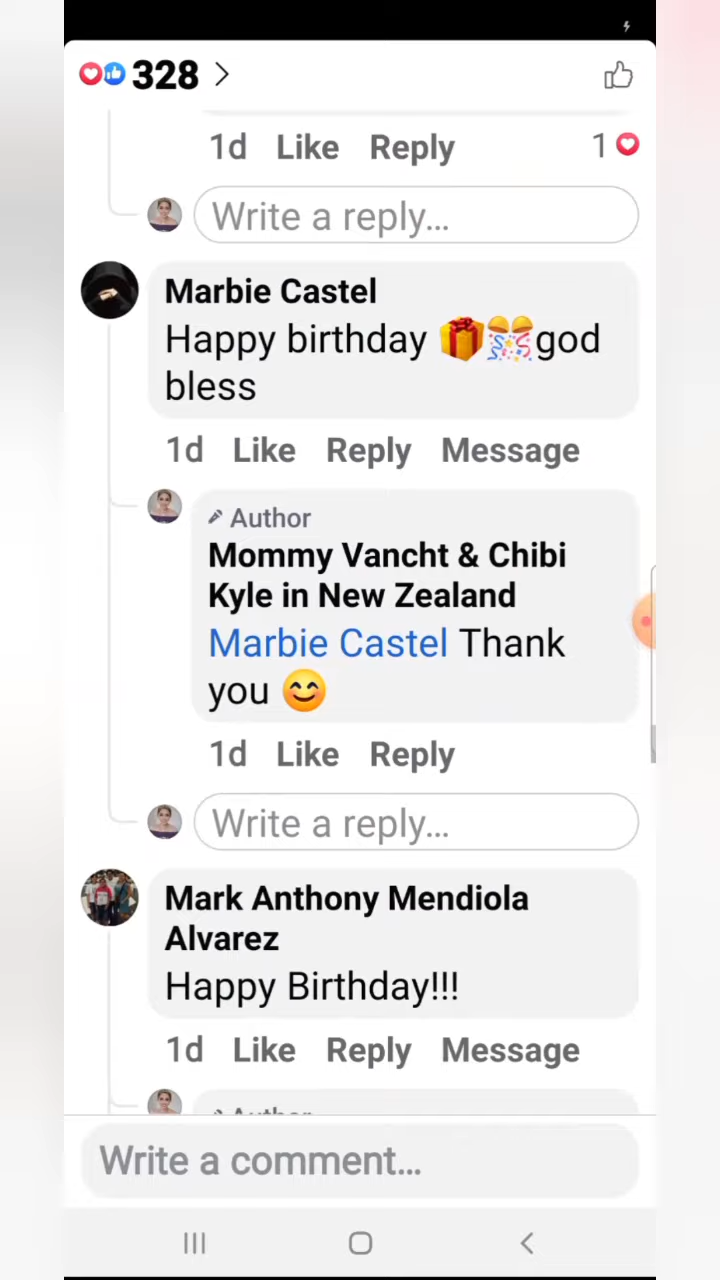 328
1d Like Reply 1
Write a reply...
Marbie Castel
Happy birthday 🎁🎊god
bless
1d Like Reply Message
Author
Mommy Vancht & Chibi
Kyle in New Zealand
Marbie Castel Thank
you 😊
1d Like Reply
Write a reply...
Mark Anthony Mendiola
Alvarez
Happy Birthday!!!
1d Like Reply Message
Author
Write a comment...